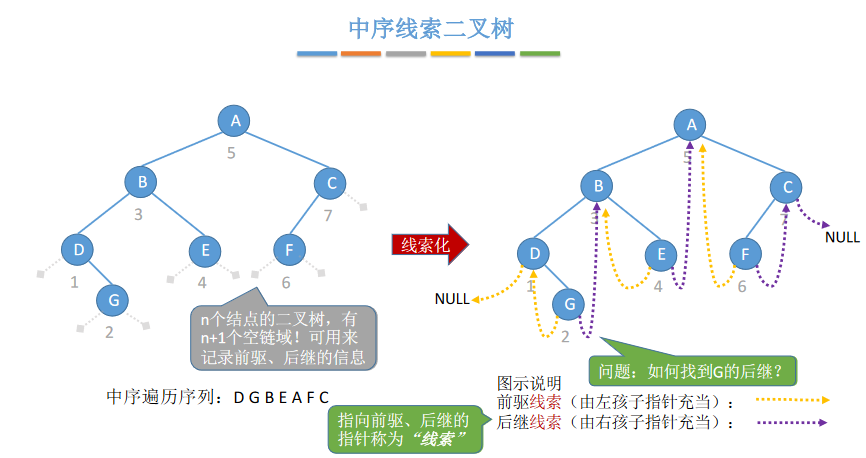 中序线索二叉树
A
5
B
3
C
7
D
1
E
4
F
6
G
2
n个结点的二叉树，有
n+1个空链域！可用来
记录前驱、后继的信息
中序遍历序列：D G B E A F C
线索化
A
5
B
3
C
7
NULL
D
1
E
4
F
6
NULL
G
2
问题：如何找到G的后继？
图示说明
前驱线索（由左孩子指针充当）：
后继线索（由右孩子指针充当）：
指向前驱、后继的
指针称为“线索”